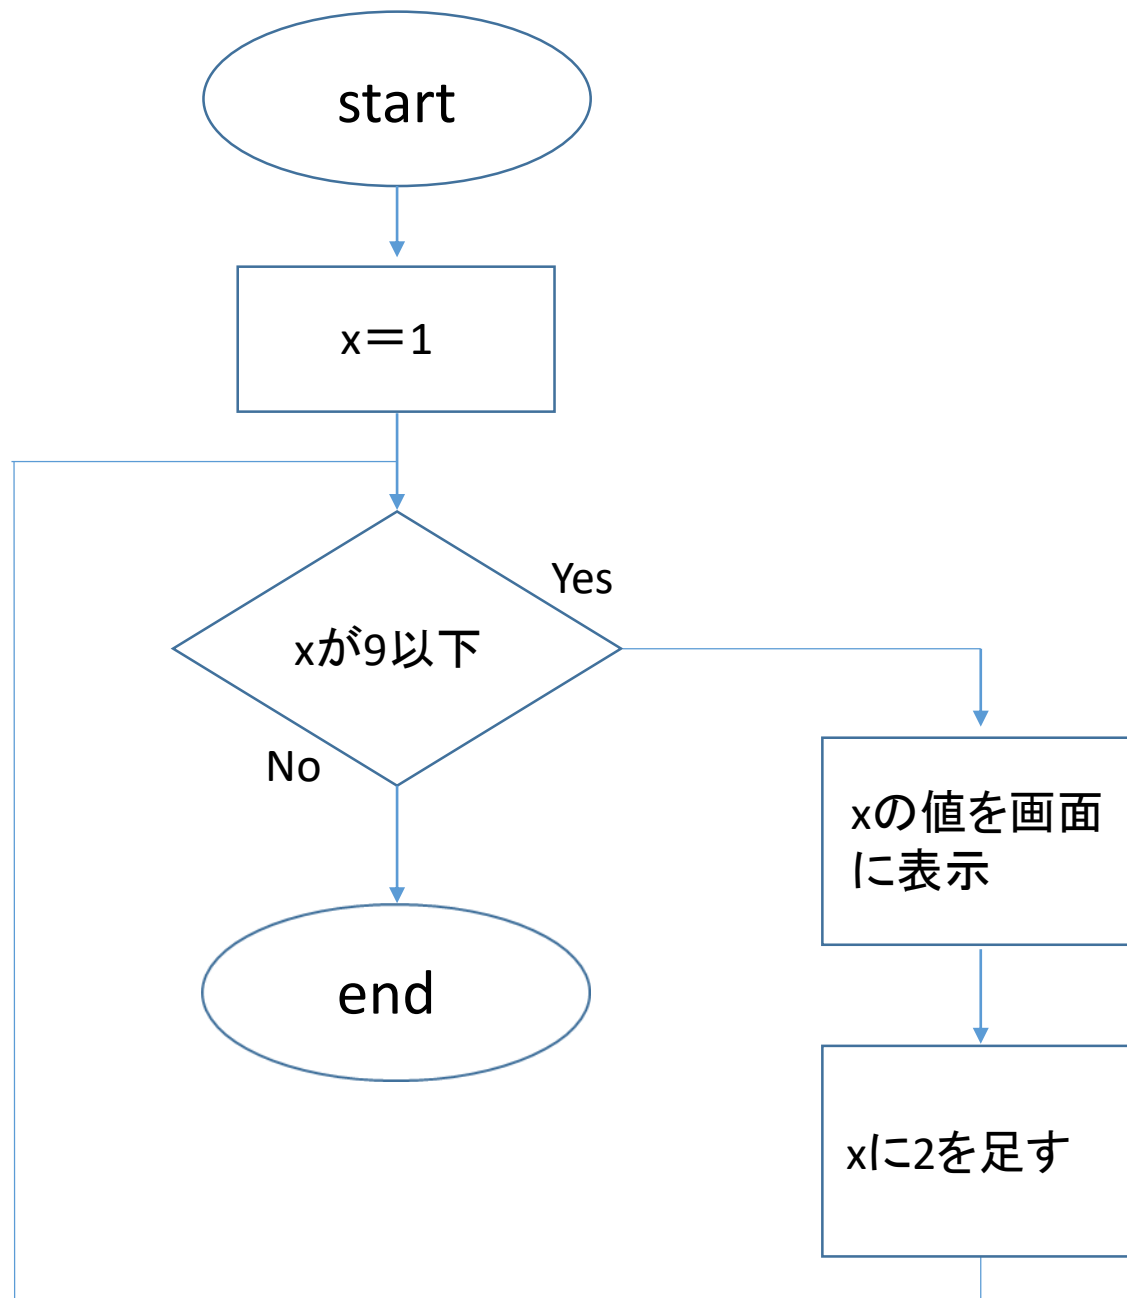 start
x＝1
Yes
xが9以下
No
xの値を画面
に表示
end
xに2を足す